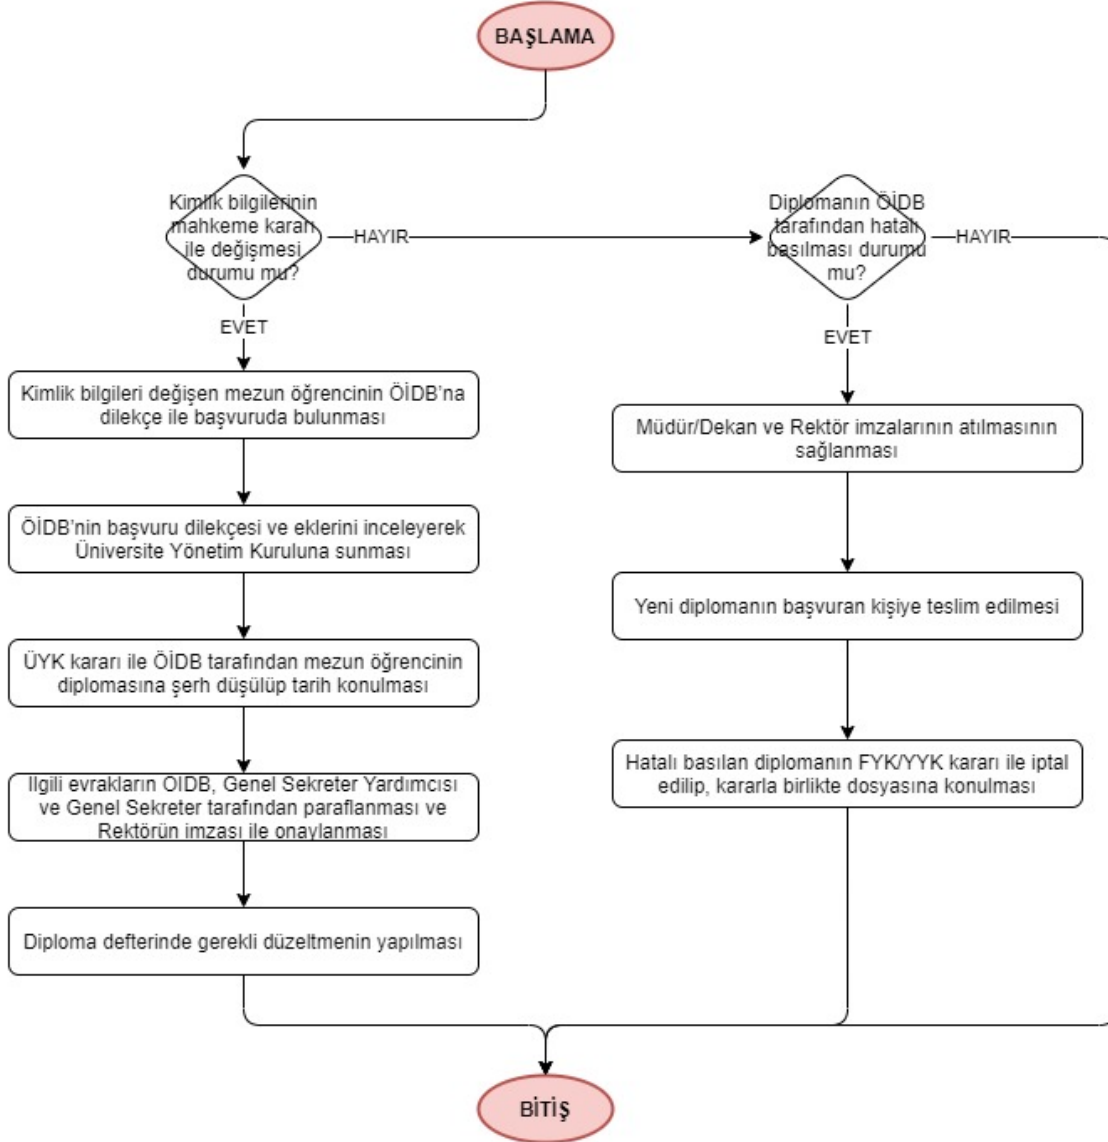 BAŞLAMA
Kimlik bilgilerinin
mahkeme kararı
ile değişmesi
durumu mu?
HAYIR
Diplomanın ÖİDB
tarafından hatalı
basılması durumu
mu?
HAYIR
EVET
EVET
Kimlik bilgileri değişen mezun öğrencinin ÖİDB’na
dilekçe ile başvuruda bulunması
ÖİDB’nin başvuru dilekçesi ve eklerini inceleyerek
Üniversite Yönetim Kuruluna sunması
ÜYK kararı ile ÖİDB tarafından mezun öğrencinin
diplomasına şerh düşülüp tarih konulması
İlgili evrakların ÖİDB, Genel Sekreter Yardımcısı
ve Genel Sekreter tarafından paraflanması ve
Rektörün imzası ile onaylanması
Diploma defterinde gerekli düzeltmenin yapılması
Müdür/Dekan ve Rektör imzalarının atılmasının
sağlanması
Yeni diplomanın başvuran kişiye teslim edilmesi
Hatalı basılan diplomanın FYK/YYK kararı ile iptal
edilip, kararla birlikte dosyasına konulması
BİTİŞ